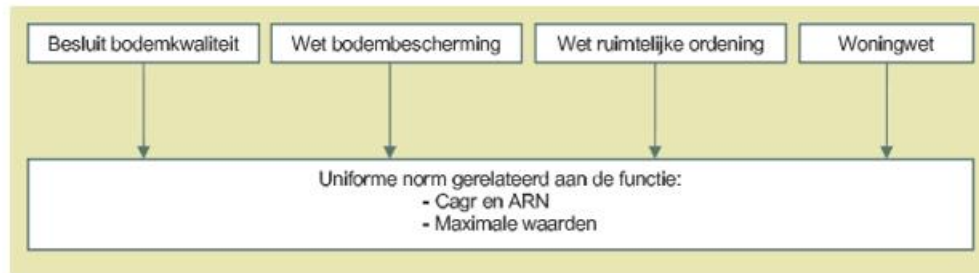 Besluit bodemkwaliteit
Wet bodembescherming
Wet ruimtelijke ordening
Woningwet
Uniforme norm gerelateerd aan de functie:
- Cagr en ARN
- Maximale waarden